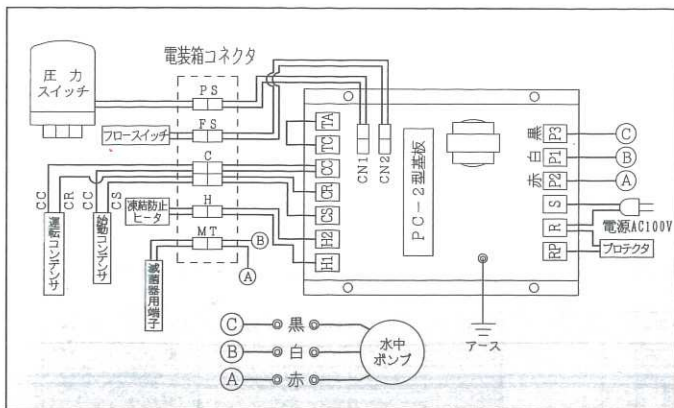 電装箱コネクタ
圧力
スイッチ
PS
フロースイッチ
FS
C
CC
CR
CC
CS
運転コンデンサ
始動コンデンサ
凍結防止
ヒータ
H
MT
滅菌器用端子
B
A
TA
TC
CC
CR
CS
H2
H1
CN1
CN2
PC-2型基板
黒
P3
C
白
P1
B
赤
P2
A
S
R
電源AC100V
RP
プロテクタ
アース
C
黒
B
白
A
赤
水中
ポンプ